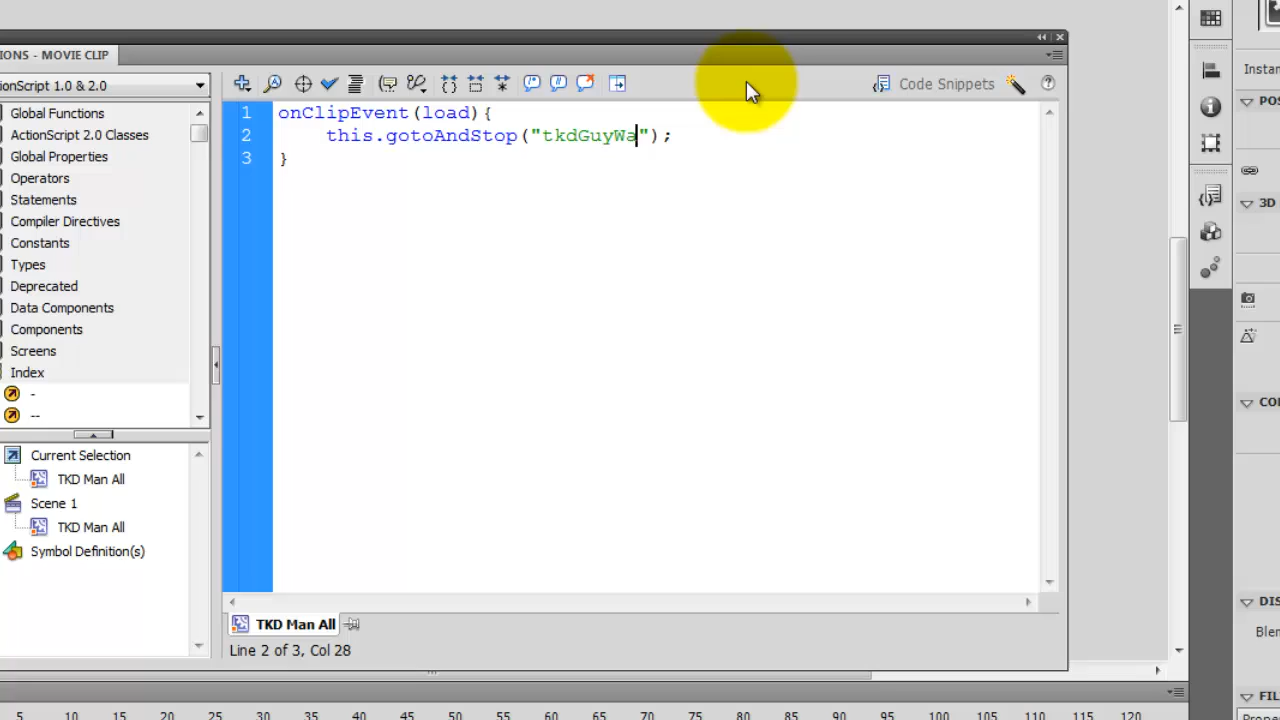 IONS - MOVIE CLIP
ionScript 1.0 & 2.0
Code Snippets
Global Functions
ActionScript 2.0 Classes
Global Properties
Operators
Statements
Compiler Directives
Constants
Types
Deprecated
Data Components
Components
Screens
Index
-
--
Current Selection
TKD Man All
Scene 1
TKD Man All
Symbol Definition(s)
1 onClipEvent(load){
2 this.gotoAndStop("tkdGuyWa");
3 }
TKD Man All
Line 2 of 3, Col 28
5 10 15 20 25 30 35 40 45 50 55 60 65 70 75 80 85 90 95 100 105 110 115 120
Instan
POS
3D
CO
DIS
Blen
FIL